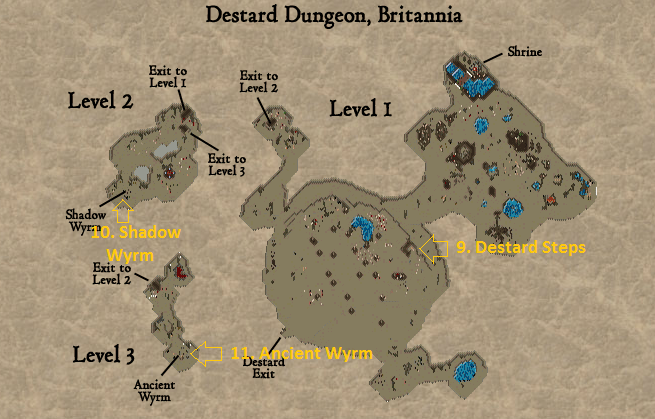 Destard Dungeon, Britannia
Shrine
Exit to
Level 1
Exit to
Level 2
Level 2
Level 1
Exit to
Level 3
Shadow
Wyrm
10. Shadow
Wyrm
9. Destard Steps
Exit to
Level 2
Level 3
11. Ancient Wyrm
Destard
Exit
Ancient
Wyrm